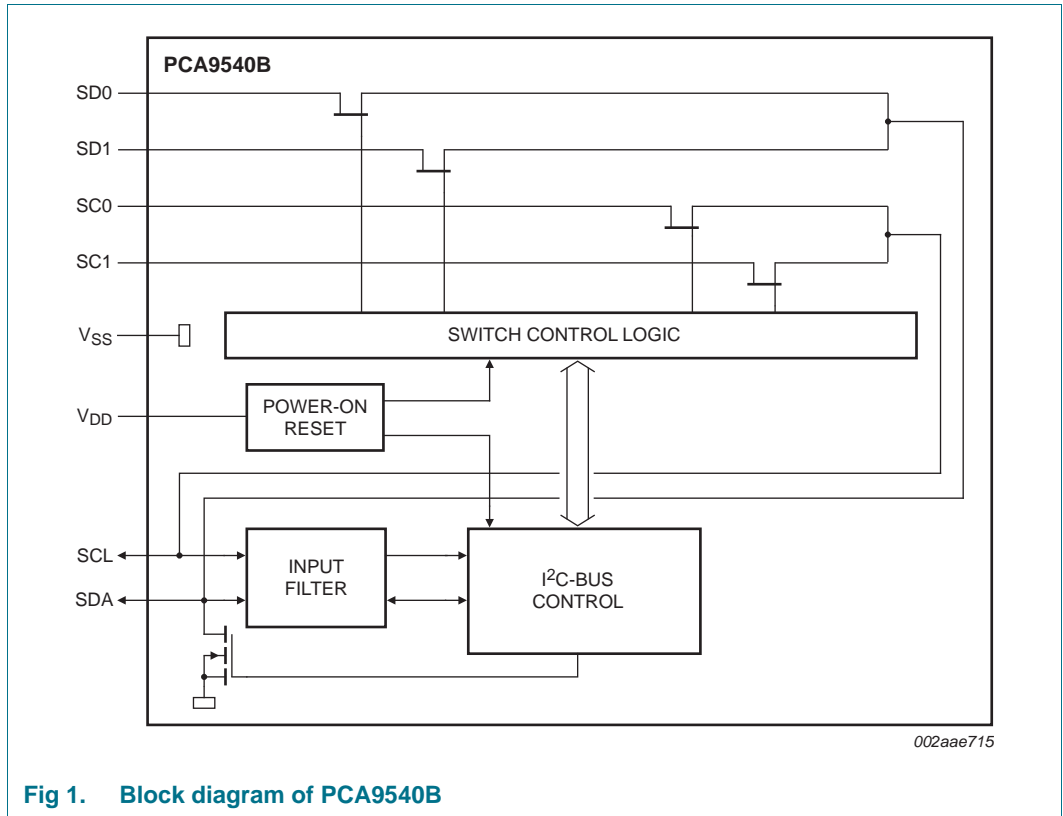 PCA9540B
SD0
SD1
SC0
SC1
VSS
SWITCH CONTROL LOGIC
VDD
POWER-ON
RESET
SCL
SDA
INPUT
FILTER
I2C-BUS
CONTROL
002aae715
Fig 1. Block diagram of PCA9540B